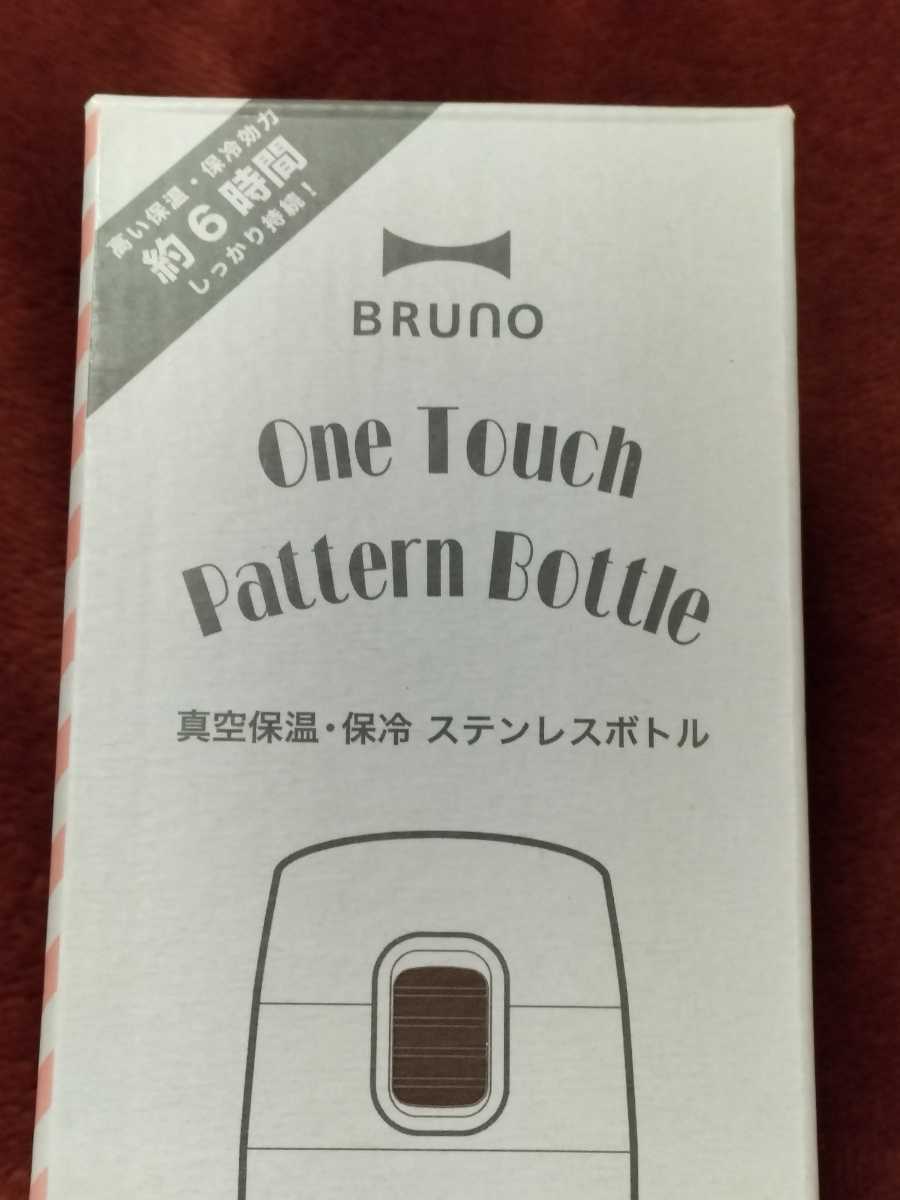 高い保温・保冷効力
約6時間
しっかり持続!
BRUNO
One Touch
Pattern Bottle
真空保温・保冷 ステンレスボトル